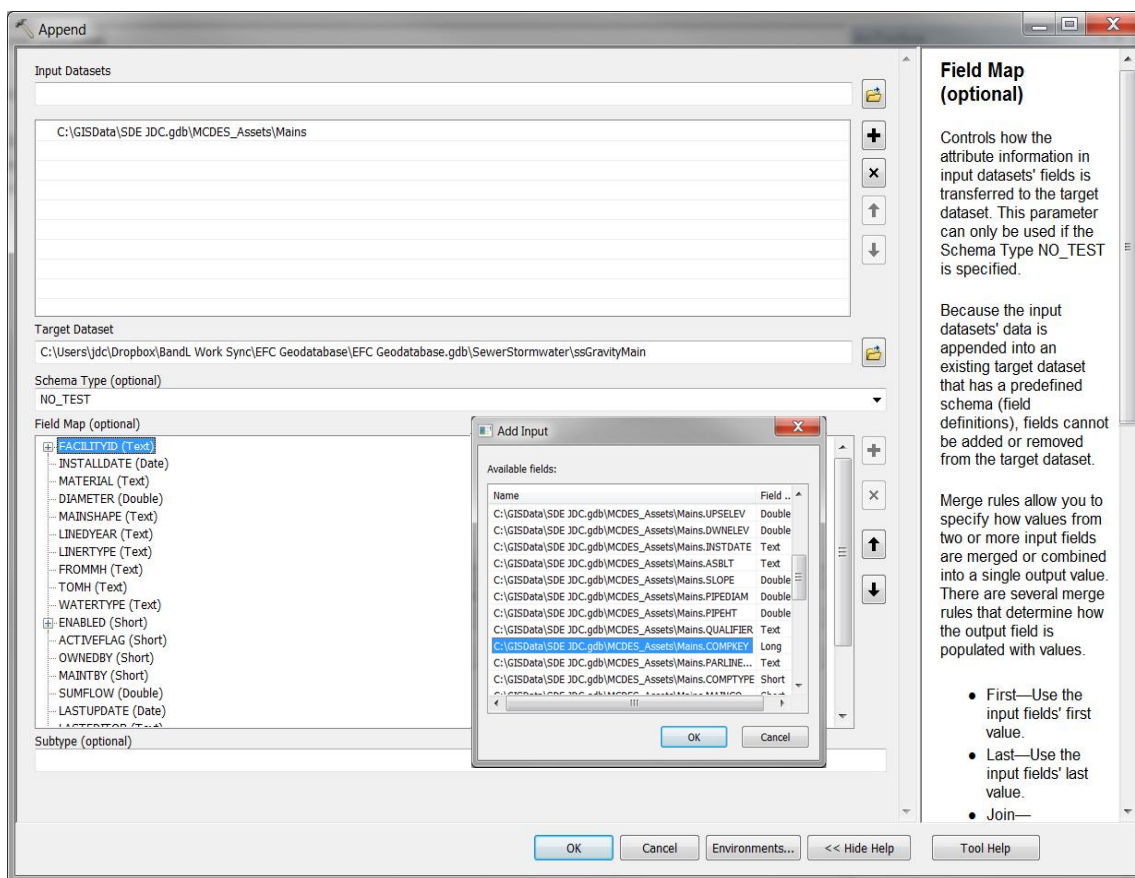 Append
Input Datasets
C:\GISData\SDE JDC.gdb\MCDES_Assets\Mains
Target Dataset
C:\Users\jdc\Dropbox\BandL Work Sync\EFC Geodatabase\EFC Geodatabase.gdb\SewerStormwater\ssGravityMain
Schema Type (optional)
NO_TEST
Field Map (optional)
FACILITYID (Text)
INSTALLDATE (Date)
MATERIAL (Text)
DIAMETER (Double)
MAINSHAPE (Text)
LINEDYEAR (Text)
LINERTYPE (Text)
FROMMH (Text)
TOMH (Text)
WATERTYPE (Text)
ENABLED (Short)
ACTIVEFLAG (Short)
OWNEDBY (Short)
MAINTBY (Short)
SUMFLOW (Double)
LASTUPDATE (Date)
LASTEDITOR (Text)
Subtype (optional)
Add Input
Available fields:
Name Field ..
C:\GISData\SDE JDC.gdb\MCDES_Assets\Mains.UPSELEV Double
C:\GISData\SDE JDC.gdb\MCDES_Assets\Mains.DWNELEV Double
C:\GISData\SDE JDC.gdb\MCDES_Assets\Mains.INSTDATE Text
C:\GISData\SDE JDC.gdb\MCDES_Assets\Mains.ASBLT Text
C:\GISData\SDE JDC.gdb\MCDES_Assets\Mains.SLOPE Double
C:\GISData\SDE JDC.gdb\MCDES_Assets\Mains.PIPEDIAM Double
C:\GISData\SDE JDC.gdb\MCDES_Assets\Mains.PIPEHT Double
C:\GISData\SDE JDC.gdb\MCDES_Assets\Mains.QUALIFIER Text
C:\GISData\SDE JDC.gdb\MCDES_Assets\Mains.COMPKEY Long
C:\GISData\SDE JDC.gdb\MCDES_Assets\Mains.PARLINE... Text
C:\GISData\SDE JDC.gdb\MCDES_Assets\Mains.COMPTYPE Short
OK Cancel
Field Map
(optional)
Controls how the
attribute information in
input datasets' fields is
transferred to the target
dataset. This parameter
can only be used if the
Schema Type NO_TEST
is specified.
Because the input
datasets' data is
appended into an
existing target dataset
that has a predefined
schema (field
definitions), fields cannot
be added or removed
from the target dataset.
Merge rules allow you to
specify how values from
two or more input fields
are merged or combined
into a single output value.
There are several merge
rules that determine how
the output field is
populated with values.
● First—Use the
input fields' first
value.
● Last—Use the
input fields' last
value.
● Join—
OK Cancel Environments... << Hide Help Tool Help